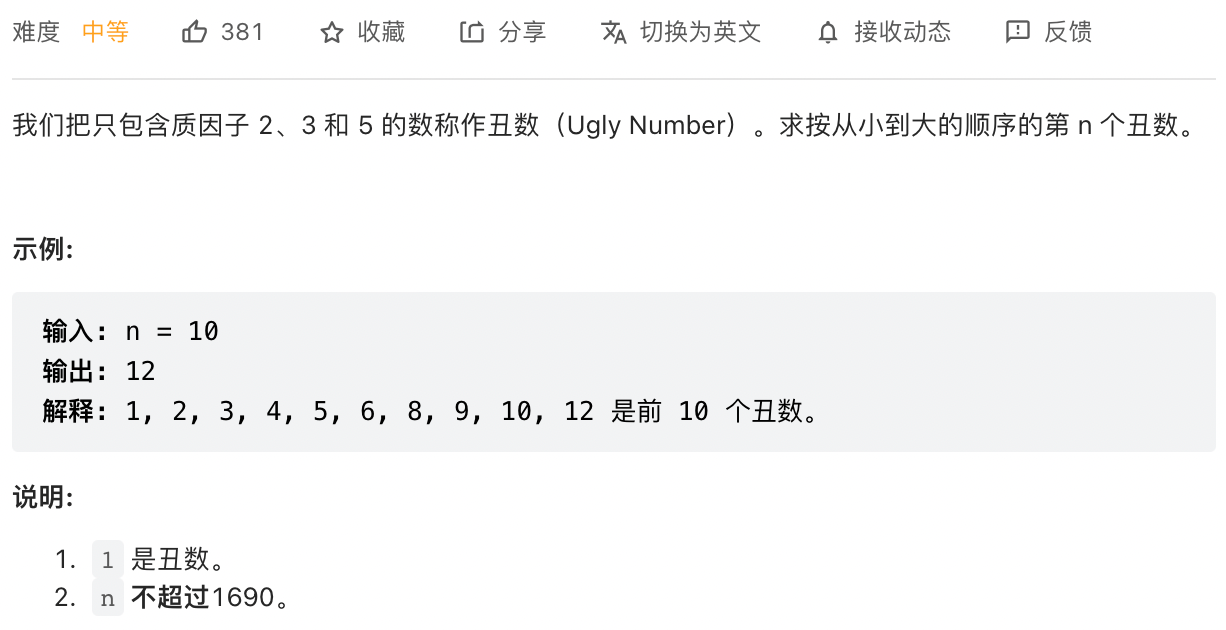 难度 中等 381 收藏 分享 切换为英文 接收动态 反馈
我们把只包含质因子 2、3 和 5 的数称作丑数（Ugly Number）。求按从小到大的顺序的第 n 个丑数。
示例:
输入: n = 10
输出: 12
解释: 1, 2, 3, 4, 5, 6, 8, 9, 10, 12 是前 10 个丑数。
说明:
1. 1 是丑数。
2. n 不超过1690。